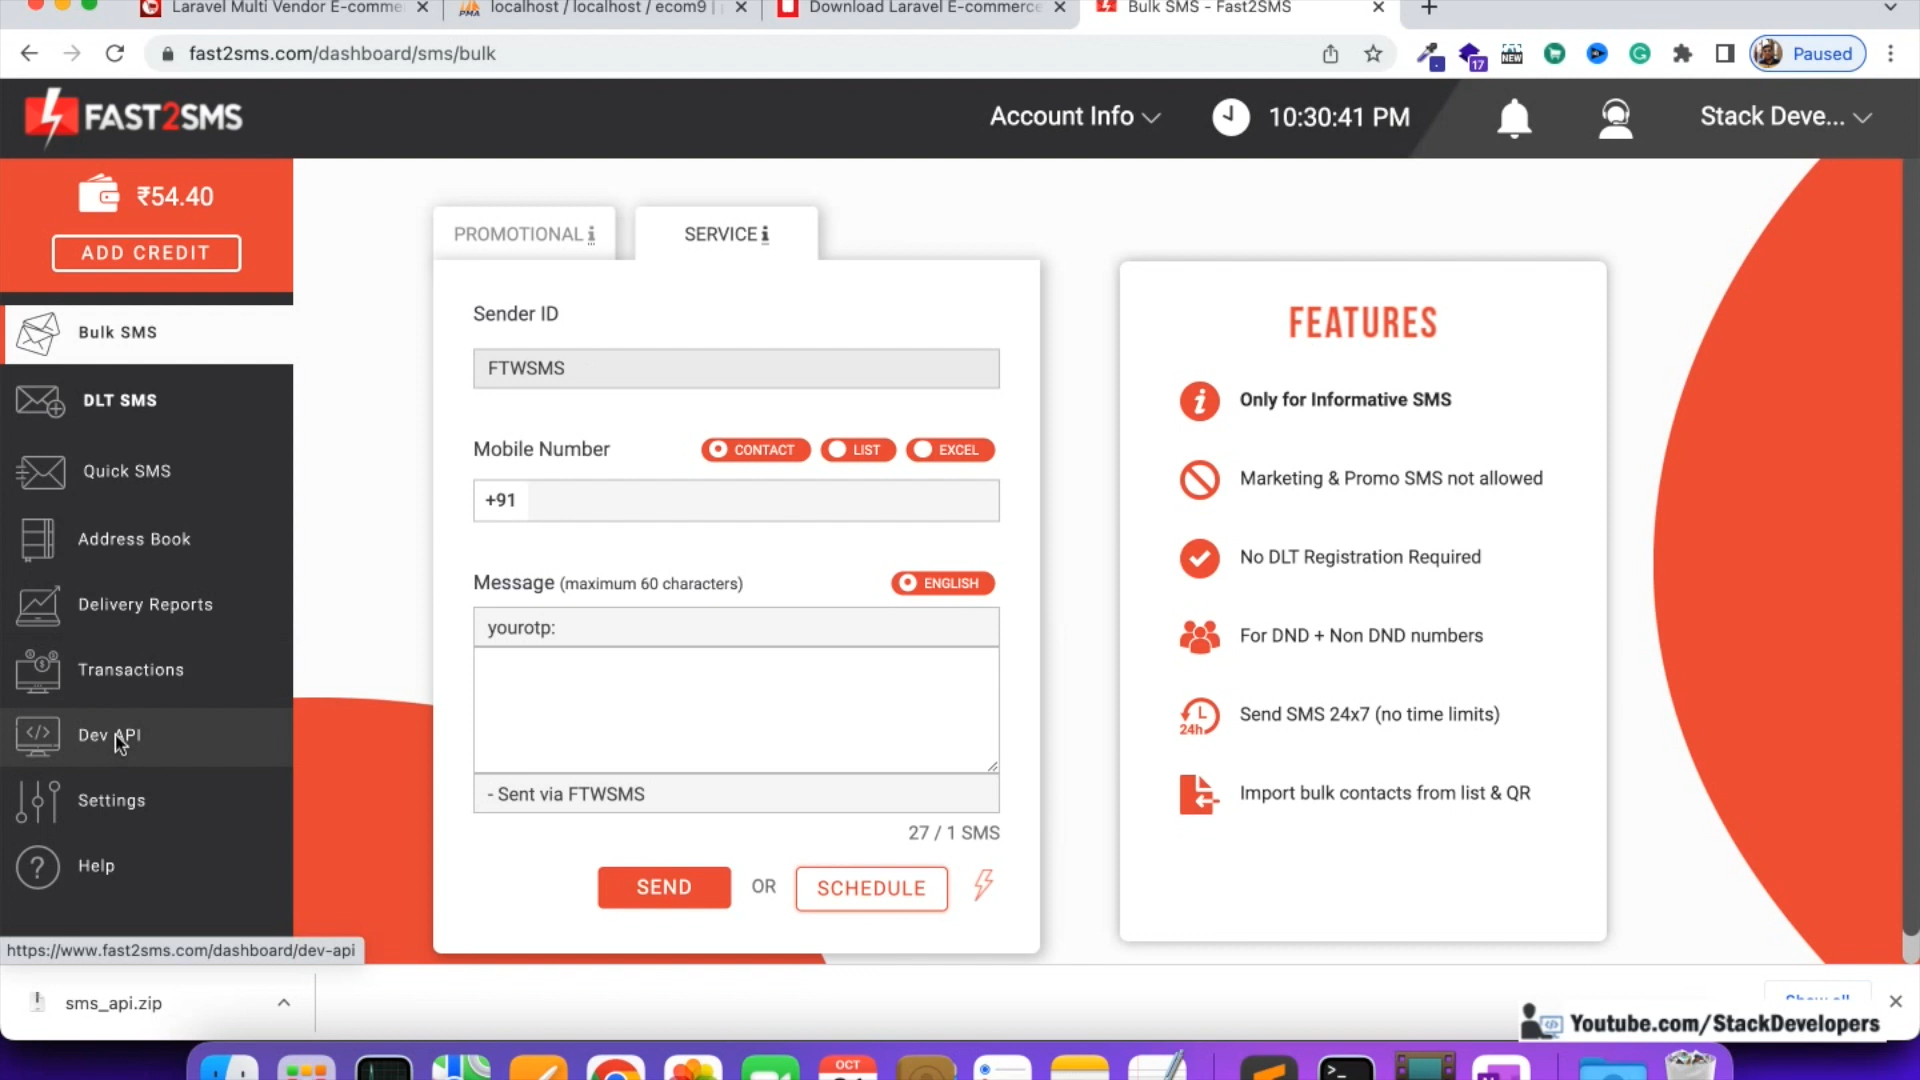 Laravel Multi Vendor E-comme
localhost / localhost / ecom9 | p
Download Laravel E-commerce
Bulk SMS - Fast2SMS
fast2sms.com/dashboard/sms/bulk
17
NEW
Paused
FAST2SMS
Account Info
10:30:41 PM
Stack Deve...
₹54.40
ADD CREDIT
Bulk SMS
DLT SMS
Quick SMS
Address Book
Delivery Reports
Transactions
Dev API
Settings
Help
PROMOTIONAL i
SERVICE i
Sender ID
FTWSMS
Mobile Number
CONTACT
LIST
EXCEL
+91
Message (maximum 60 characters)
ENGLISH
yourotp:
- Sent via FTWSMS
27 / 1 SMS
SEND
OR
SCHEDULE
FEATURES
Only for Informative SMS
Marketing & Promo SMS not allowed
No DLT Registration Required
For DND + Non DND numbers
24h
Send SMS 24x7 (no time limits)
Import bulk contacts from list & QR
https://www.fast2sms.com/dashboard/dev-api
sms_api.zip
Show all
Youtube.com/StackDevelopers
OCT